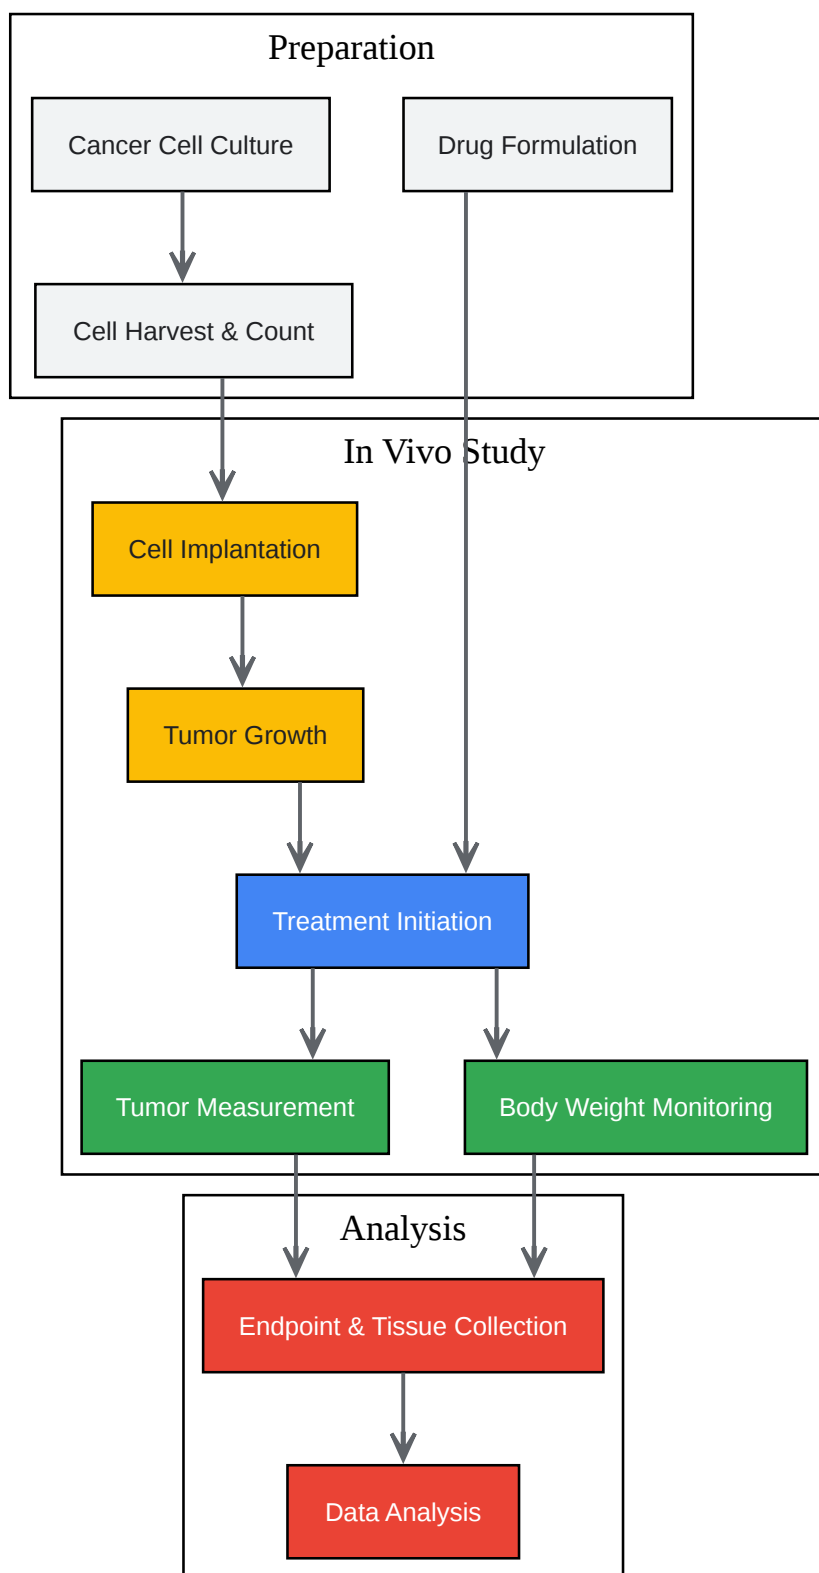 Preparation
Cancer Cell Culture
Drug Formulation
Cell Harvest & Count
In Vivo Study
Cell Implantation
Tumor Growth
Treatment Initiation
Tumor Measurement
Body Weight Monitoring
Analysis
Endpoint & Tissue Collection
Data Analysis